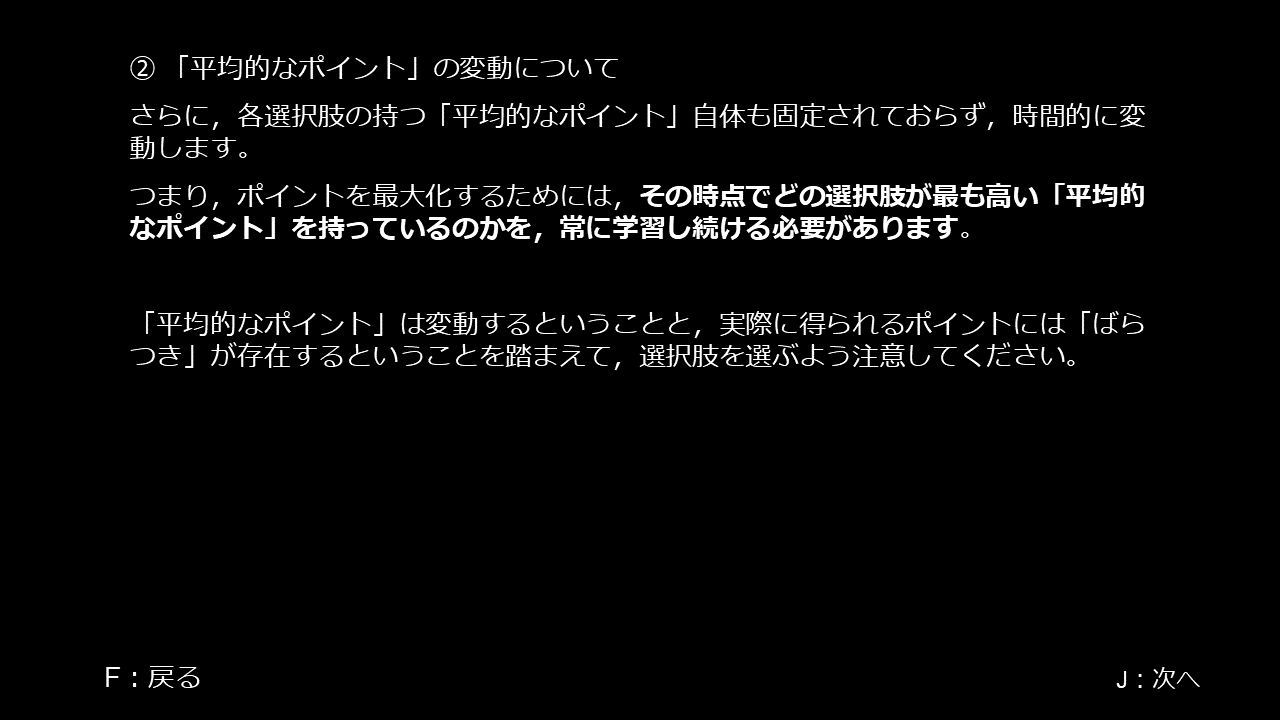 ② 「平均的なポイント」の変動について
さらに，各選択肢の持つ「平均的なポイント」自体も固定されておらず，時間的に変
動します。
つまり，ポイントを最大化するためには，その時点でどの選択肢が最も高い「平均的
なポイント」を持っているのかを，常に学習し続ける必要があります。
「平均的なポイント」は変動するということと，実際に得られるポイントには「ばら
つき」が存在するということを踏まえて，選択肢を選ぶよう注意してください。
F：戻る
J：次へ